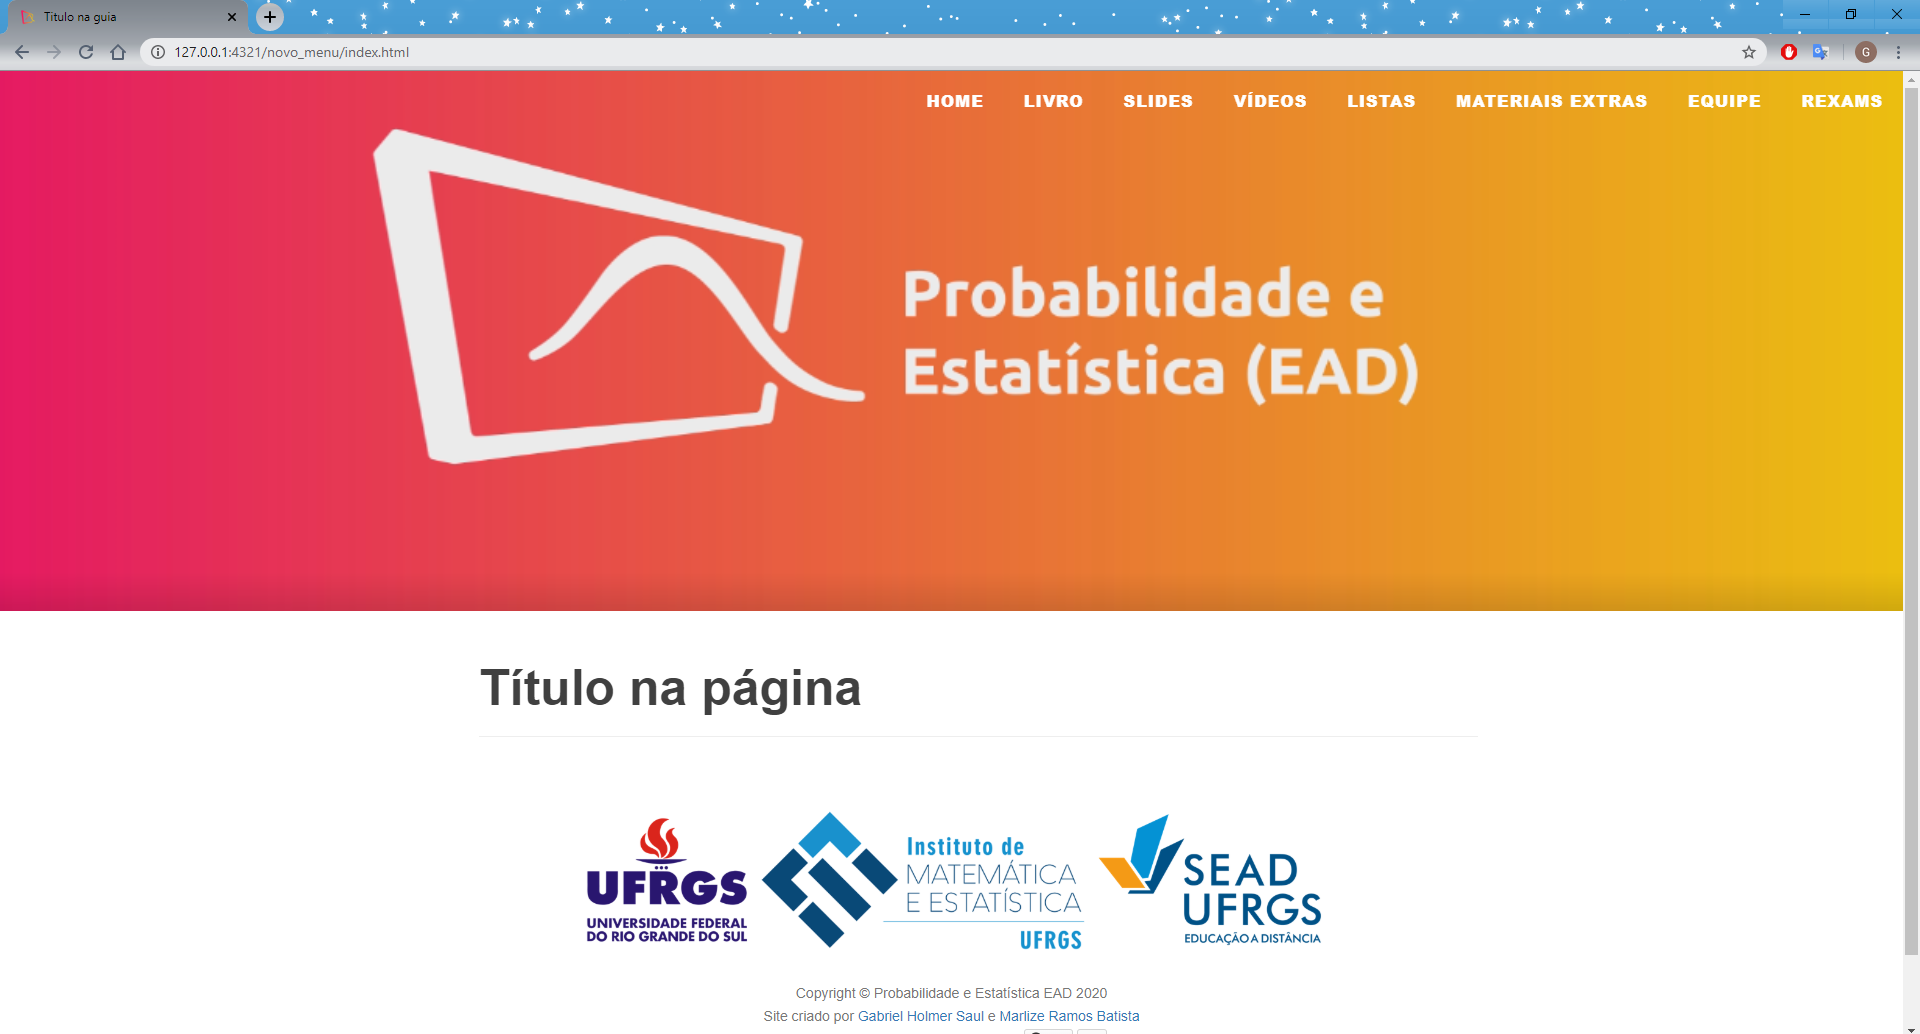 Título na guia
127.0.0.1:4321/novo_menu/index.html
G
HOME LIVRO SLIDES VÍDEOS LISTAS MATERIAIS EXTRAS EQUIPE REXAMS
Probabilidade e
Estatística (EAD)
Título na página
UFRGS
UNIVERSIDADE FEDERAL
DO RIO GRANDE DO SUL
Instituto de
MATEMÁTICA
E ESTATÍSTICA
UFRGS
SEAD
UFRGS
EDUCAÇÃO A DISTÂNCIA
Copyright © Probabilidade e Estatística EAD 2020
Site criado por Gabriel Holmer Saul e Marlize Ramos Batista